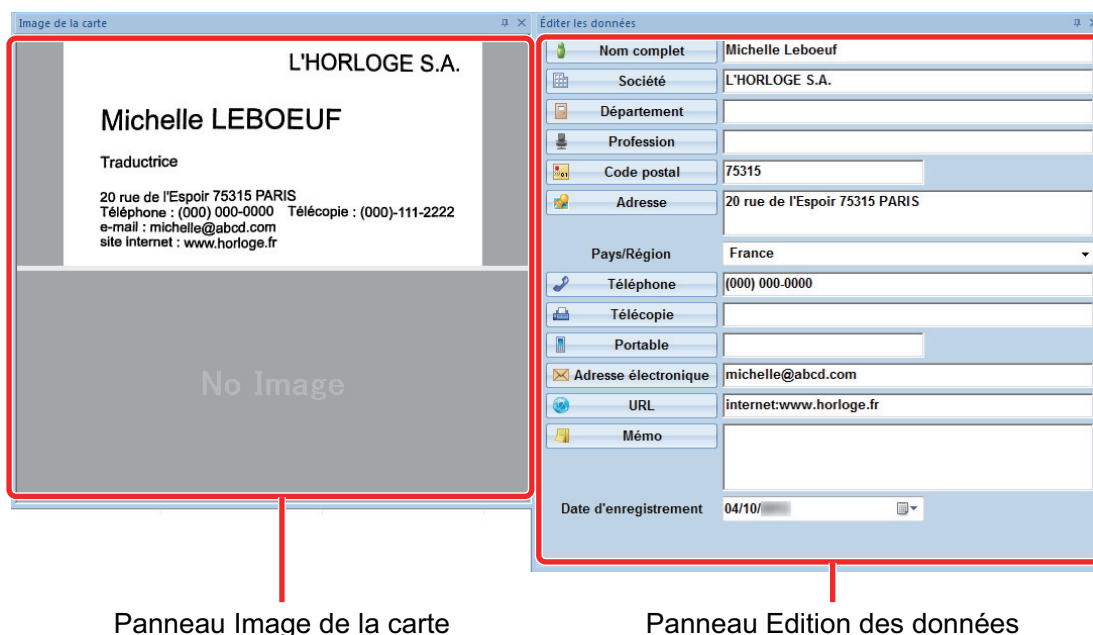 Image de la carte
L'HORLOGE S.A.
Michelle LEBOEUF
Traductrice
20 rue de l'Espoir 75315 PARIS
Téléphone : (000) 000-0000 Télécopie : (000)-111-2222
e-mail : michelle@abcd.com
site internet : www.horloge.fr
No Image
Éditer les données
Nom complet Michelle Leboeuf
Société L'HORLOGE S.A.
Département
Profession
Code postal 75315
Adresse 20 rue de l'Espoir 75315 PARIS
Pays/Région France
Téléphone (000) 000-0000
Télécopie
Portable
Adresse électronique michelle@abcd.com
URL internet:www.horloge.fr
Mémo
Date d'enregistrement 04/10/
Panneau Image de la carte
Panneau Edition des données